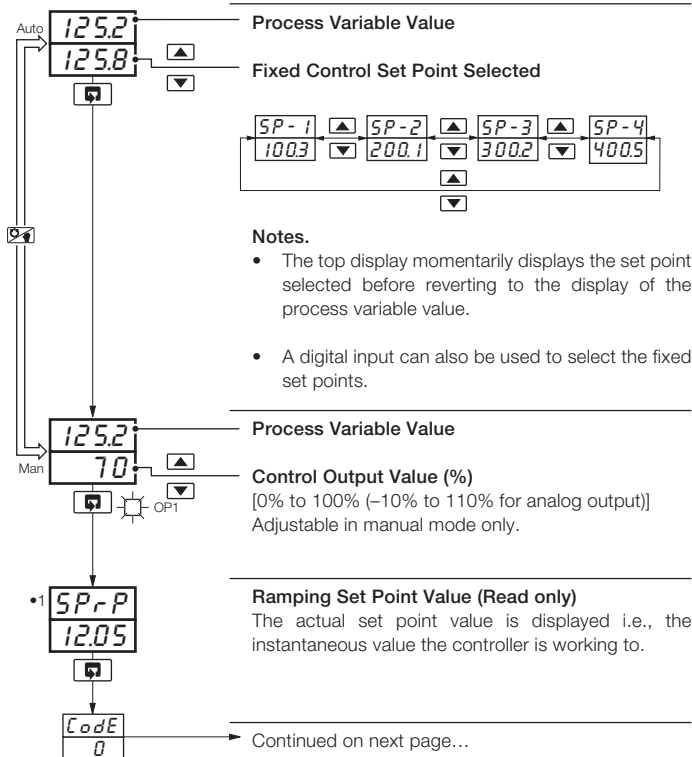 Auto
125.2
125.8
Process Variable Value
Fixed Control Set Point Selected
SP-1 SP-2 SP-3 SP-4
100.3 200.1 300.2 400.5
Notes.
• The top display momentarily displays the set point
selected before reverting to the display of the
process variable value.
• A digital input can also be used to select the fixed
set points.
125.2
Man
70
OP1
Process Variable Value
Control Output Value (%)
[0% to 100% (–10% to 110% for analog output)]
Adjustable in manual mode only.
•1 SPrP
12.05
Ramping Set Point Value (Read only)
The actual set point value is displayed i.e., the
instantaneous value the controller is working to.
CodE
0
Continued on next page…